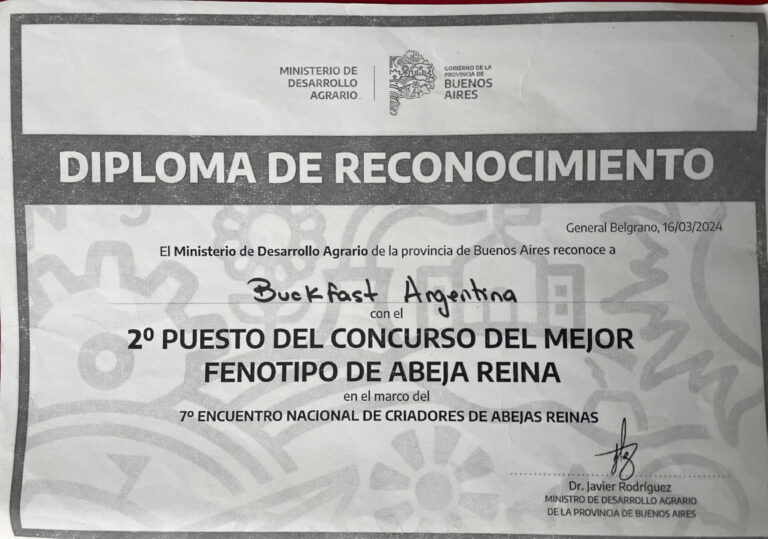 MINISTERIO DE
DESARROLLO
AGRARIO.
GOBIERNO DE LA
PROVINCIA DE
BUENOS
AIRES
DIPLOMA DE RECONOCIMIENTO
General Belgrano, 16/03/2024
El Ministerio de Desarrollo Agrario de la provincia de Buenos Aires reconoce a
Buckfast Argentina
con el
2º PUESTO DEL CONCURSO DEL MEJOR
FENOTIPO DE ABEJA REINA
en el marco del
7º ENCUENTRO NACIONAL DE CRIADORES DE ABEJAS REINAS
Dr. Javier Rodríguez
MINISTRO DE DESARROLLO AGRARIO
DE LA PROVINCIA DE BUENOS AIRES